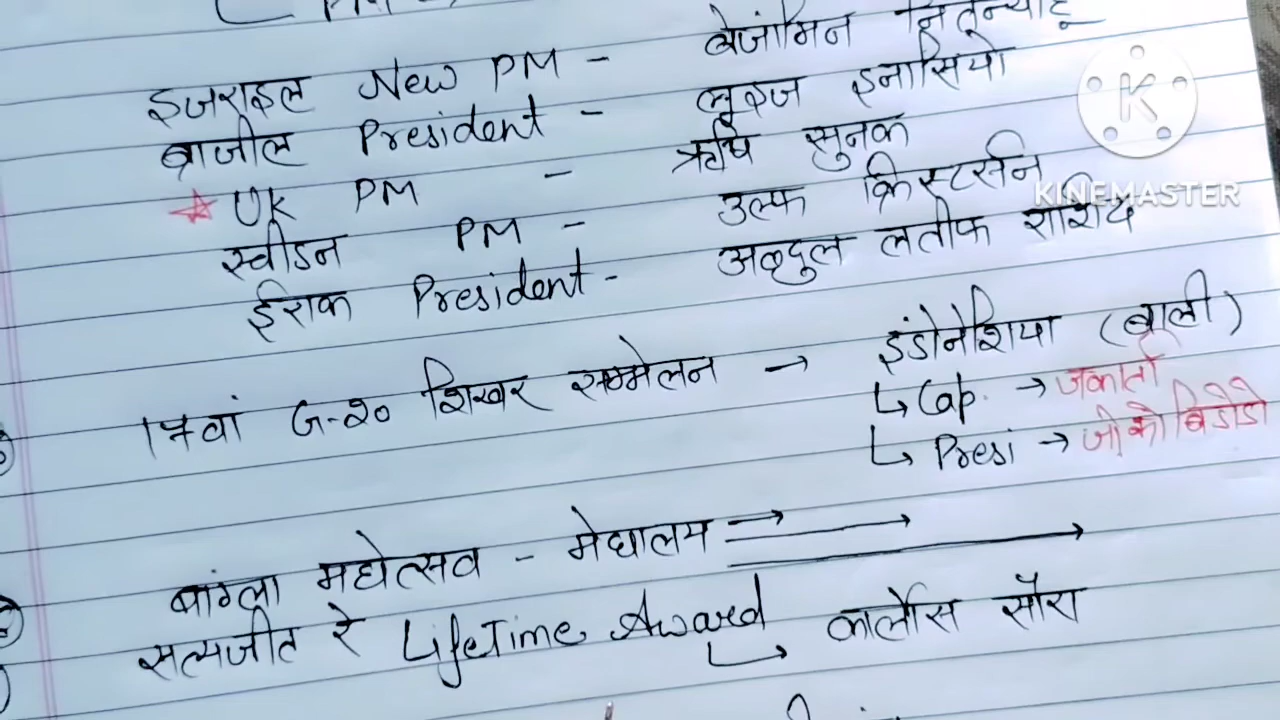 इजराइल New PM - बेंजामिन नितन्याहू
ब्राजील President - लूइज इनासियो
UK PM - ऋषि सुनक
स्वीडन PM - उल्फ क्रिस्टर्सन
ईराक President - अब्दुल लतीफ राशिद
17वां G-20 शिखर सम्मेलन → इंडोनेशिया (बाली)
↳ Cap. → जकार्ता
↳ Presi → जोको विडोडो
बांग्ला महोत्सव - मेघालय
सत्यजीत रे LifeTime Award
↳ कार्लोस सौरा
K
KINEMASTER